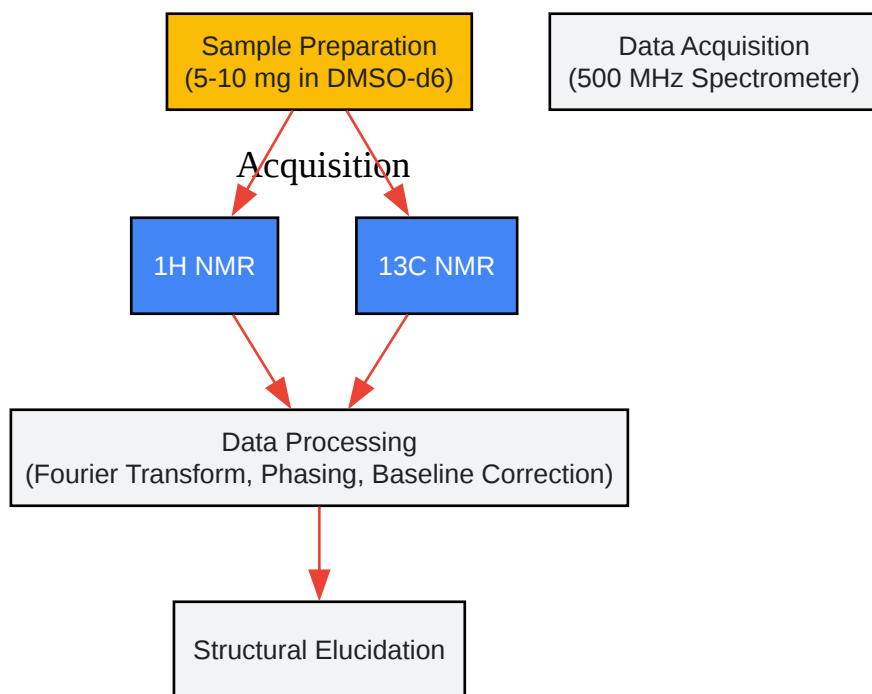 Sample Preparation
(5-10 mg in DMSO-d6)
Data Acquisition
(500 MHz Spectrometer)
Acquisition
1H NMR
13C NMR
Data Processing
(Fourier Transform, Phasing, Baseline Correction)
Structural Elucidation